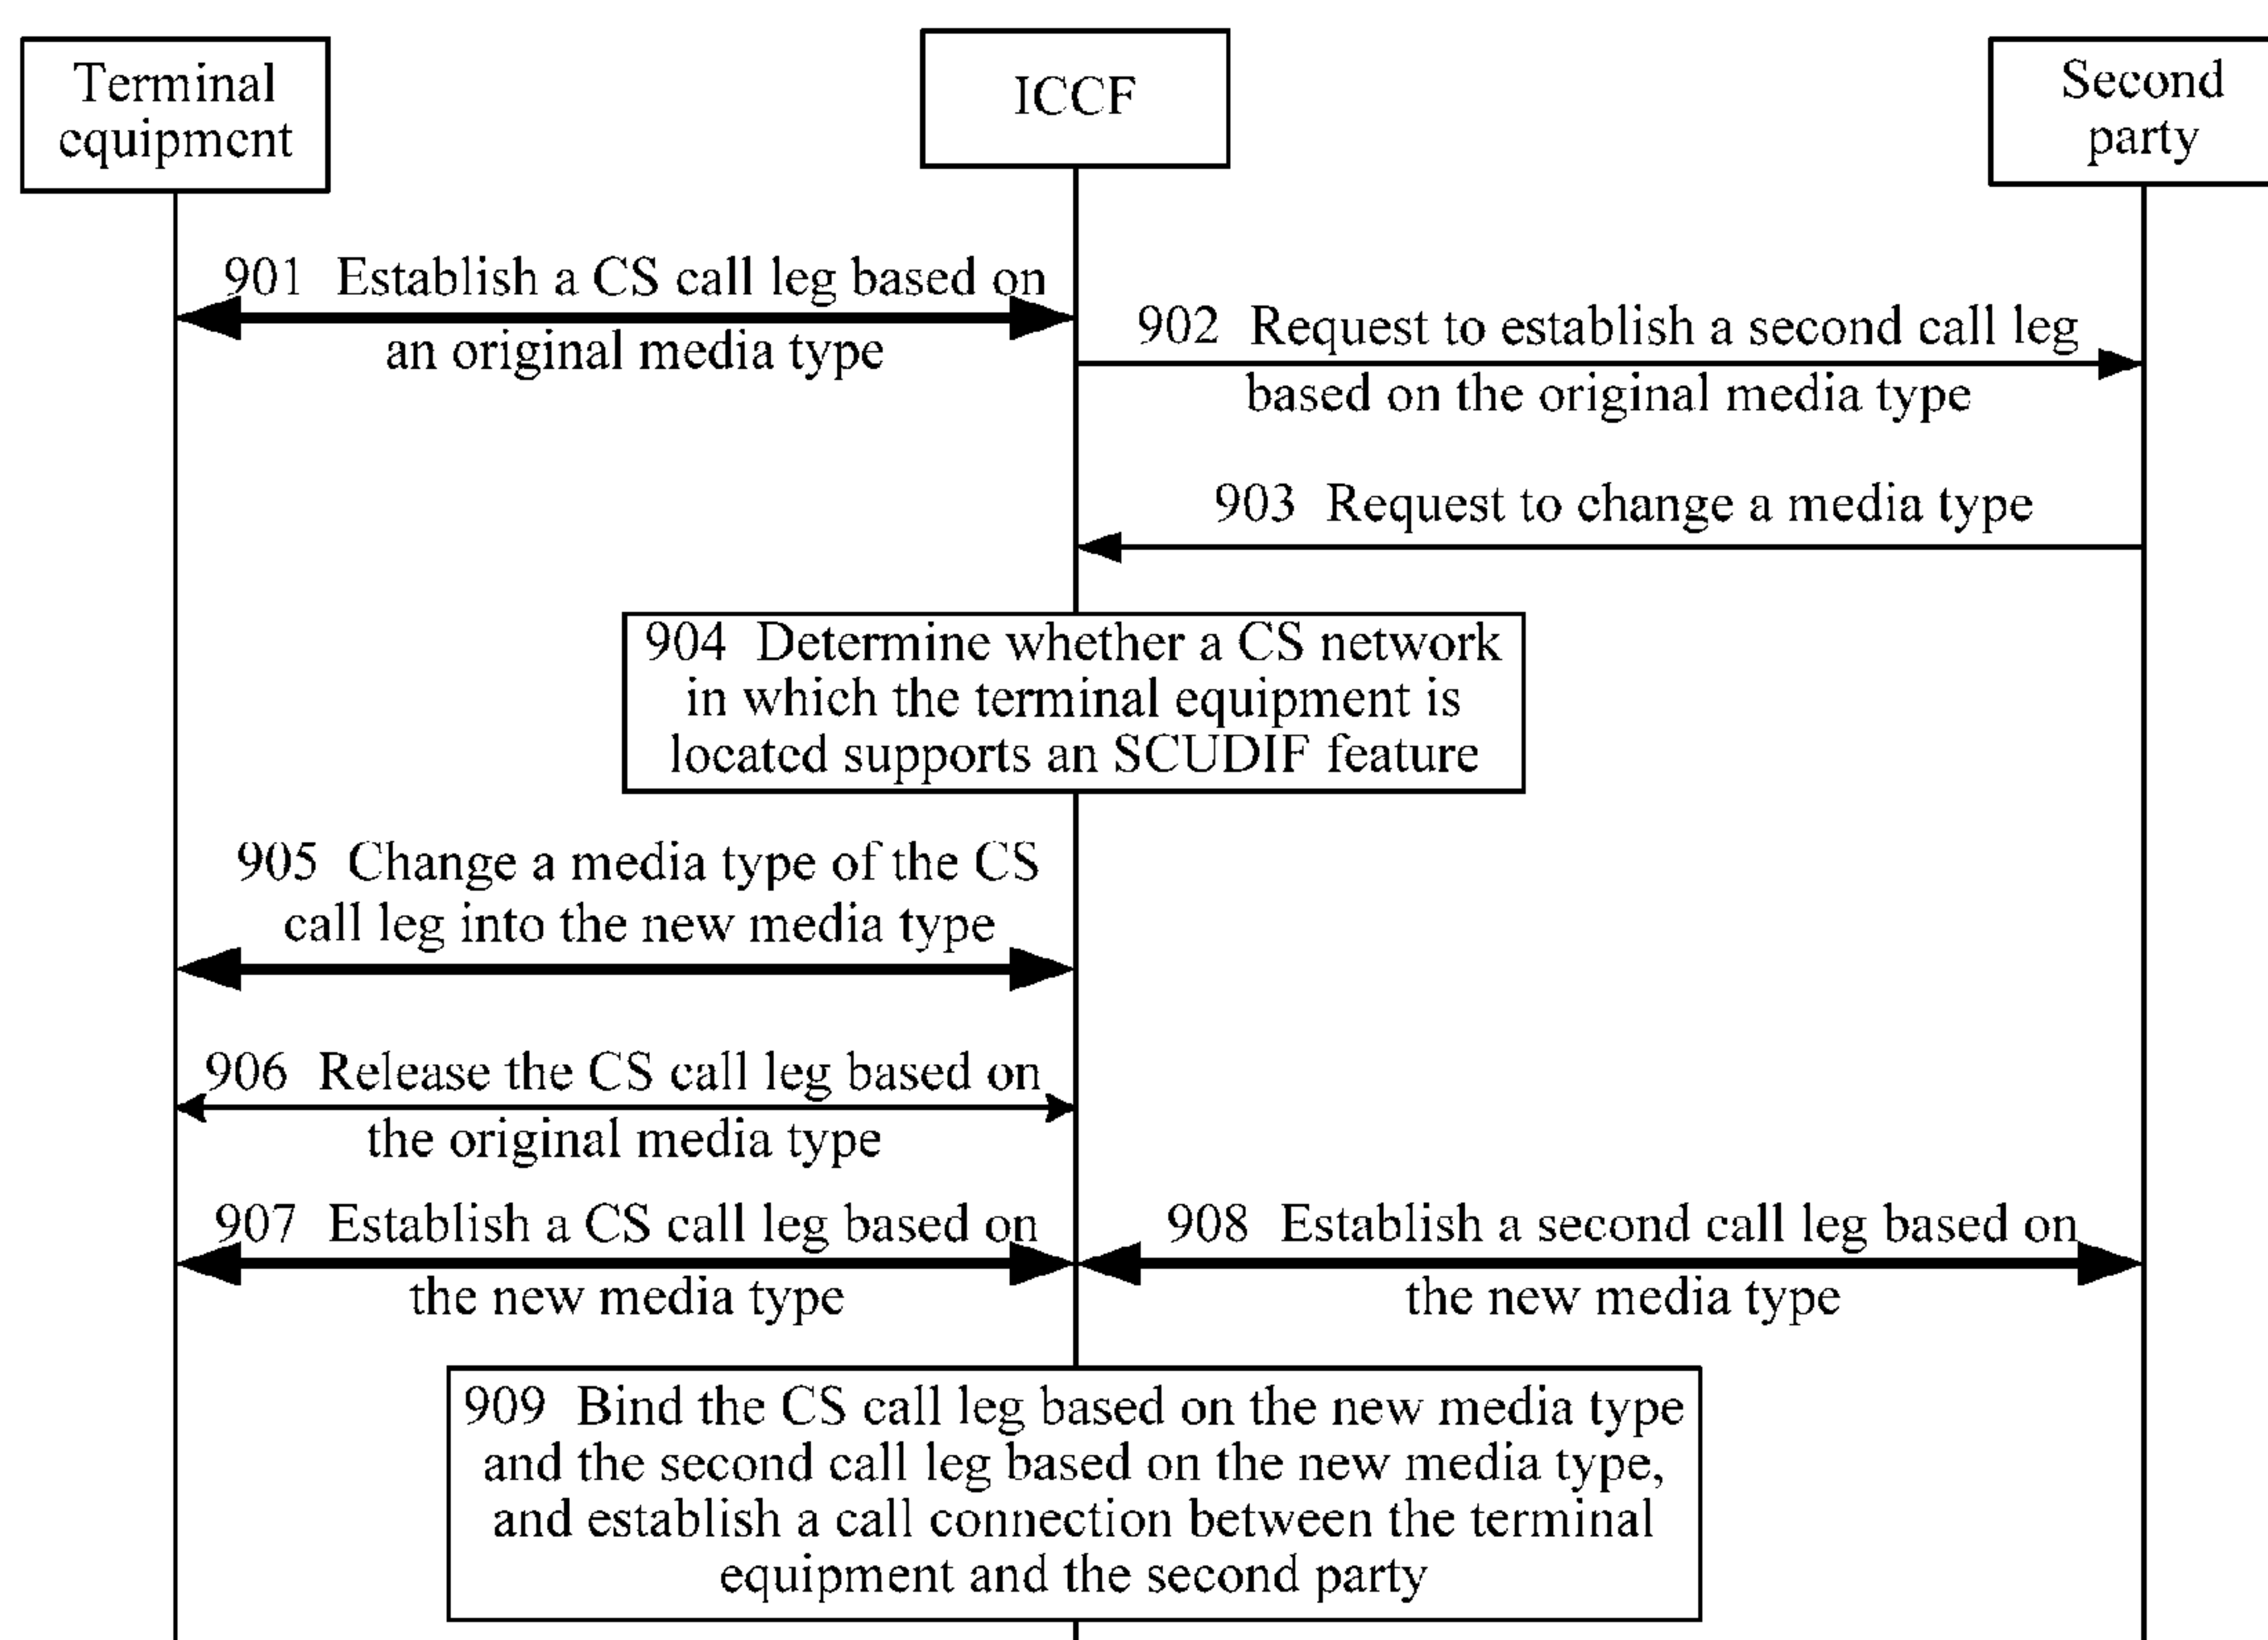 Terminal
equipment
ICCF
Second
party
901 Establish a CS call leg based on
an original media type
902 Request to establish a second call leg
based on the original media type
903 Request to change a media type
904 Determine whether a CS network
in which the terminal equipment is
located supports an SCUDIF feature
905 Change a media type of the CS
call leg into the new media type
906 Release the CS call leg based on
the original media type
907 Establish a CS call leg based on
the new media type
908 Establish a second call leg based on
the new media type
909 Bind the CS call leg based on the new media type
and the second call leg based on the new media type,
and establish a call connection between the terminal
equipment and the second party